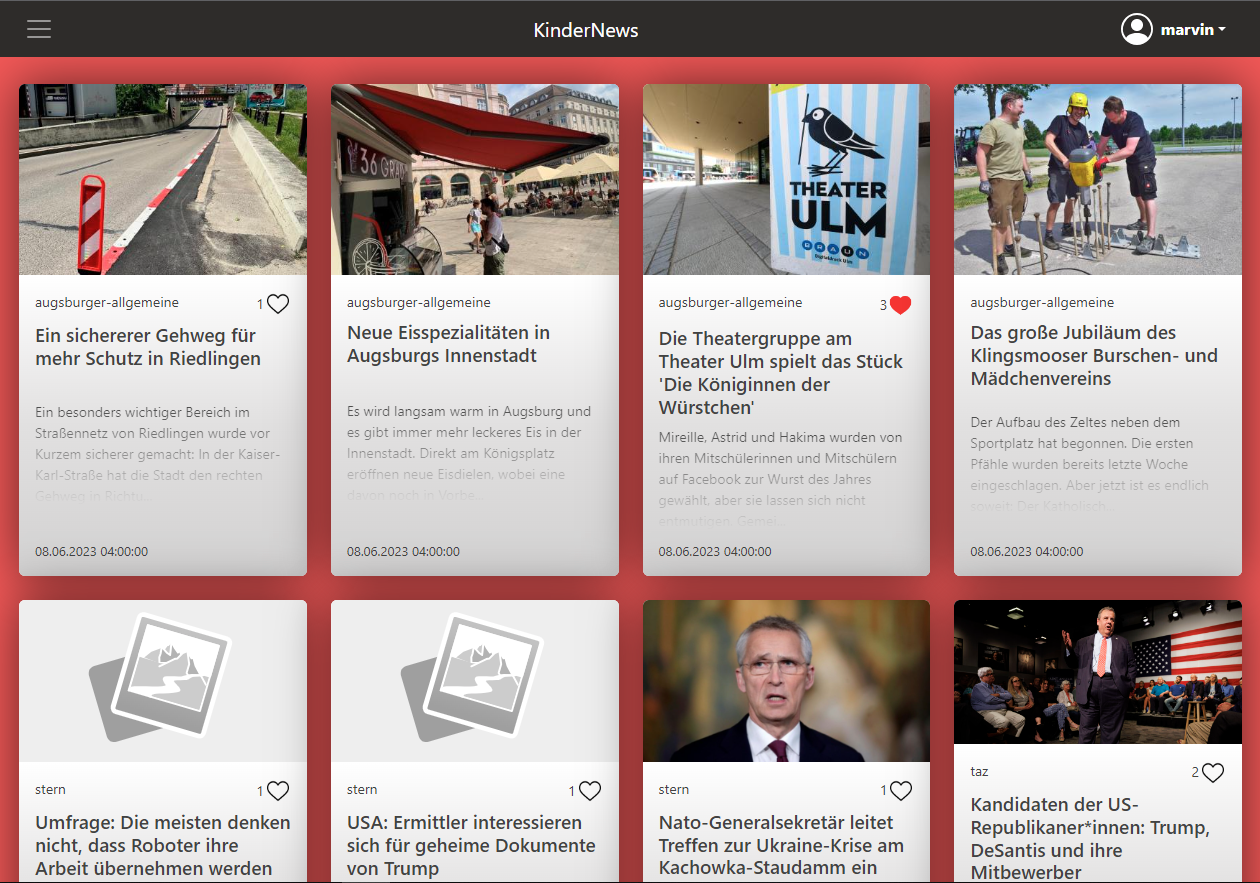 KinderNews
marvin
36 GRAD
THEATER
ULM
BRAUN
Digitaldruck Ulm
augsburger-allgemeine
1
Ein sichererer Gehweg für
mehr Schutz in Riedlingen
Ein besonders wichtiger Bereich im
Straßennetz von Riedlingen wurde vor
Kurzem sicherer gemacht: In der Kaiser-
Karl-Straße hat die Stadt den rechten
Gehweg in Richtu...
08.06.2023 04:00:00
augsburger-allgemeine
Neue Eisspezialitäten in
Augsburgs Innenstadt
Es wird langsam warm in Augsburg und
es gibt immer mehr leckeres Eis in der
Innenstadt. Direkt am Königsplatz
eröffnen neue Eisdielen, wobei eine
davon noch in Vorbe...
08.06.2023 04:00:00
augsburger-allgemeine
3
Die Theatergruppe am
Theater Ulm spielt das Stück
'Die Königinnen der
Würstchen'
Mireille, Astrid und Hakima wurden von
ihren Mitschülerinnen und Mitschülern
auf Facebook zur Wurst des Jahres
gewählt, aber sie lassen sich nicht
entmutigen. Gemei...
08.06.2023 04:00:00
augsburger-allgemeine
Das große Jubiläum des
Klingsmooser Burschen- und
Mädchenvereins
Der Aufbau des Zeltes neben dem
Sportplatz hat begonnen. Die ersten
Pfähle wurden bereits letzte Woche
eingeschlagen. Aber jetzt ist es endlich
soweit: Der Katholisch...
08.06.2023 04:00:00
stern
1
Umfrage: Die meisten denken
nicht, dass Roboter ihre
Arbeit übernehmen werden
stern
1
USA: Ermittler interessieren
sich für geheime Dokumente
von Trump
stern
1
Nato-Generalsekretär leitet
Treffen zur Ukraine-Krise am
Kachowka-Staudamm ein
taz
2
Kandidaten der US-
Republikaner*innen: Trump,
DeSantis und ihre
Mitbewerber